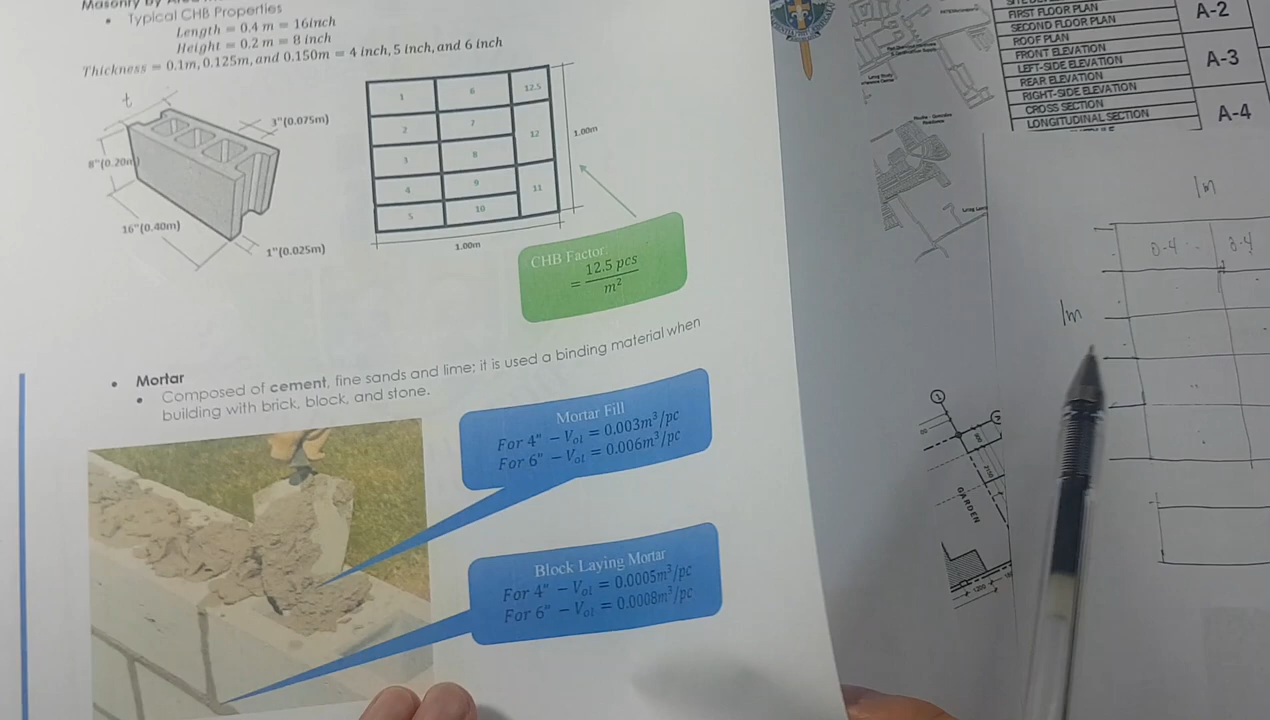 Masonry by
• Typical CHB Properties
Length = 0.4 m = 16inch
Height = 0.2 m = 8 inch
Thickness = 0.1m, 0.125m, and 0.150m = 4 inch, 5 inch, and 6 inch
t
3"(0.075m)
8"(0.20m)
16"(0.40m)
1"(0.025m)
1 6 12.5
2 7
12
3 8
4 9 11
5 10
1.00m
1.00m
CHB Factor
= 12.5 pcs / m²
• Mortar
• Composed of cement, fine sands and lime; it is used a binding material when
building with brick, block, and stone.
Mortar Fill
For 4" – Vol = 0.003m³/pc
For 6" – Vol = 0.006m³/pc
Block Laying Mortar
For 4" – Vol = 0.0005m³/pc
For 6" – Vol = 0.0008m³/pc
FIRST FLOOR PLAN
SECOND FLOOR PLAN
ROOF PLAN
FRONT ELEVATION
LEFT-SIDE ELEVATION
REAR ELEVATION
RIGHT-SIDE ELEVATION
CROSS SECTION
LONGITUDINAL SECTION
A-2
A-3
A-4
1m
0.4 0.4
1m
GARDEN